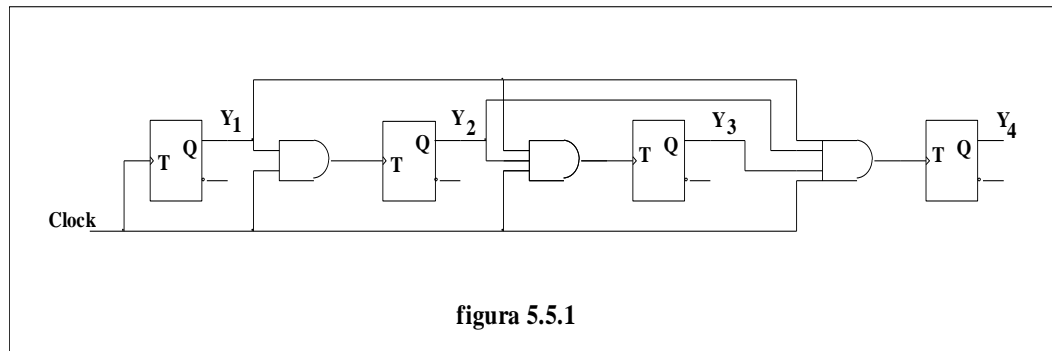 Y1 Y2 Y3 Y4
Q Q Q Q
T T T T
Clock
figura 5.5.1